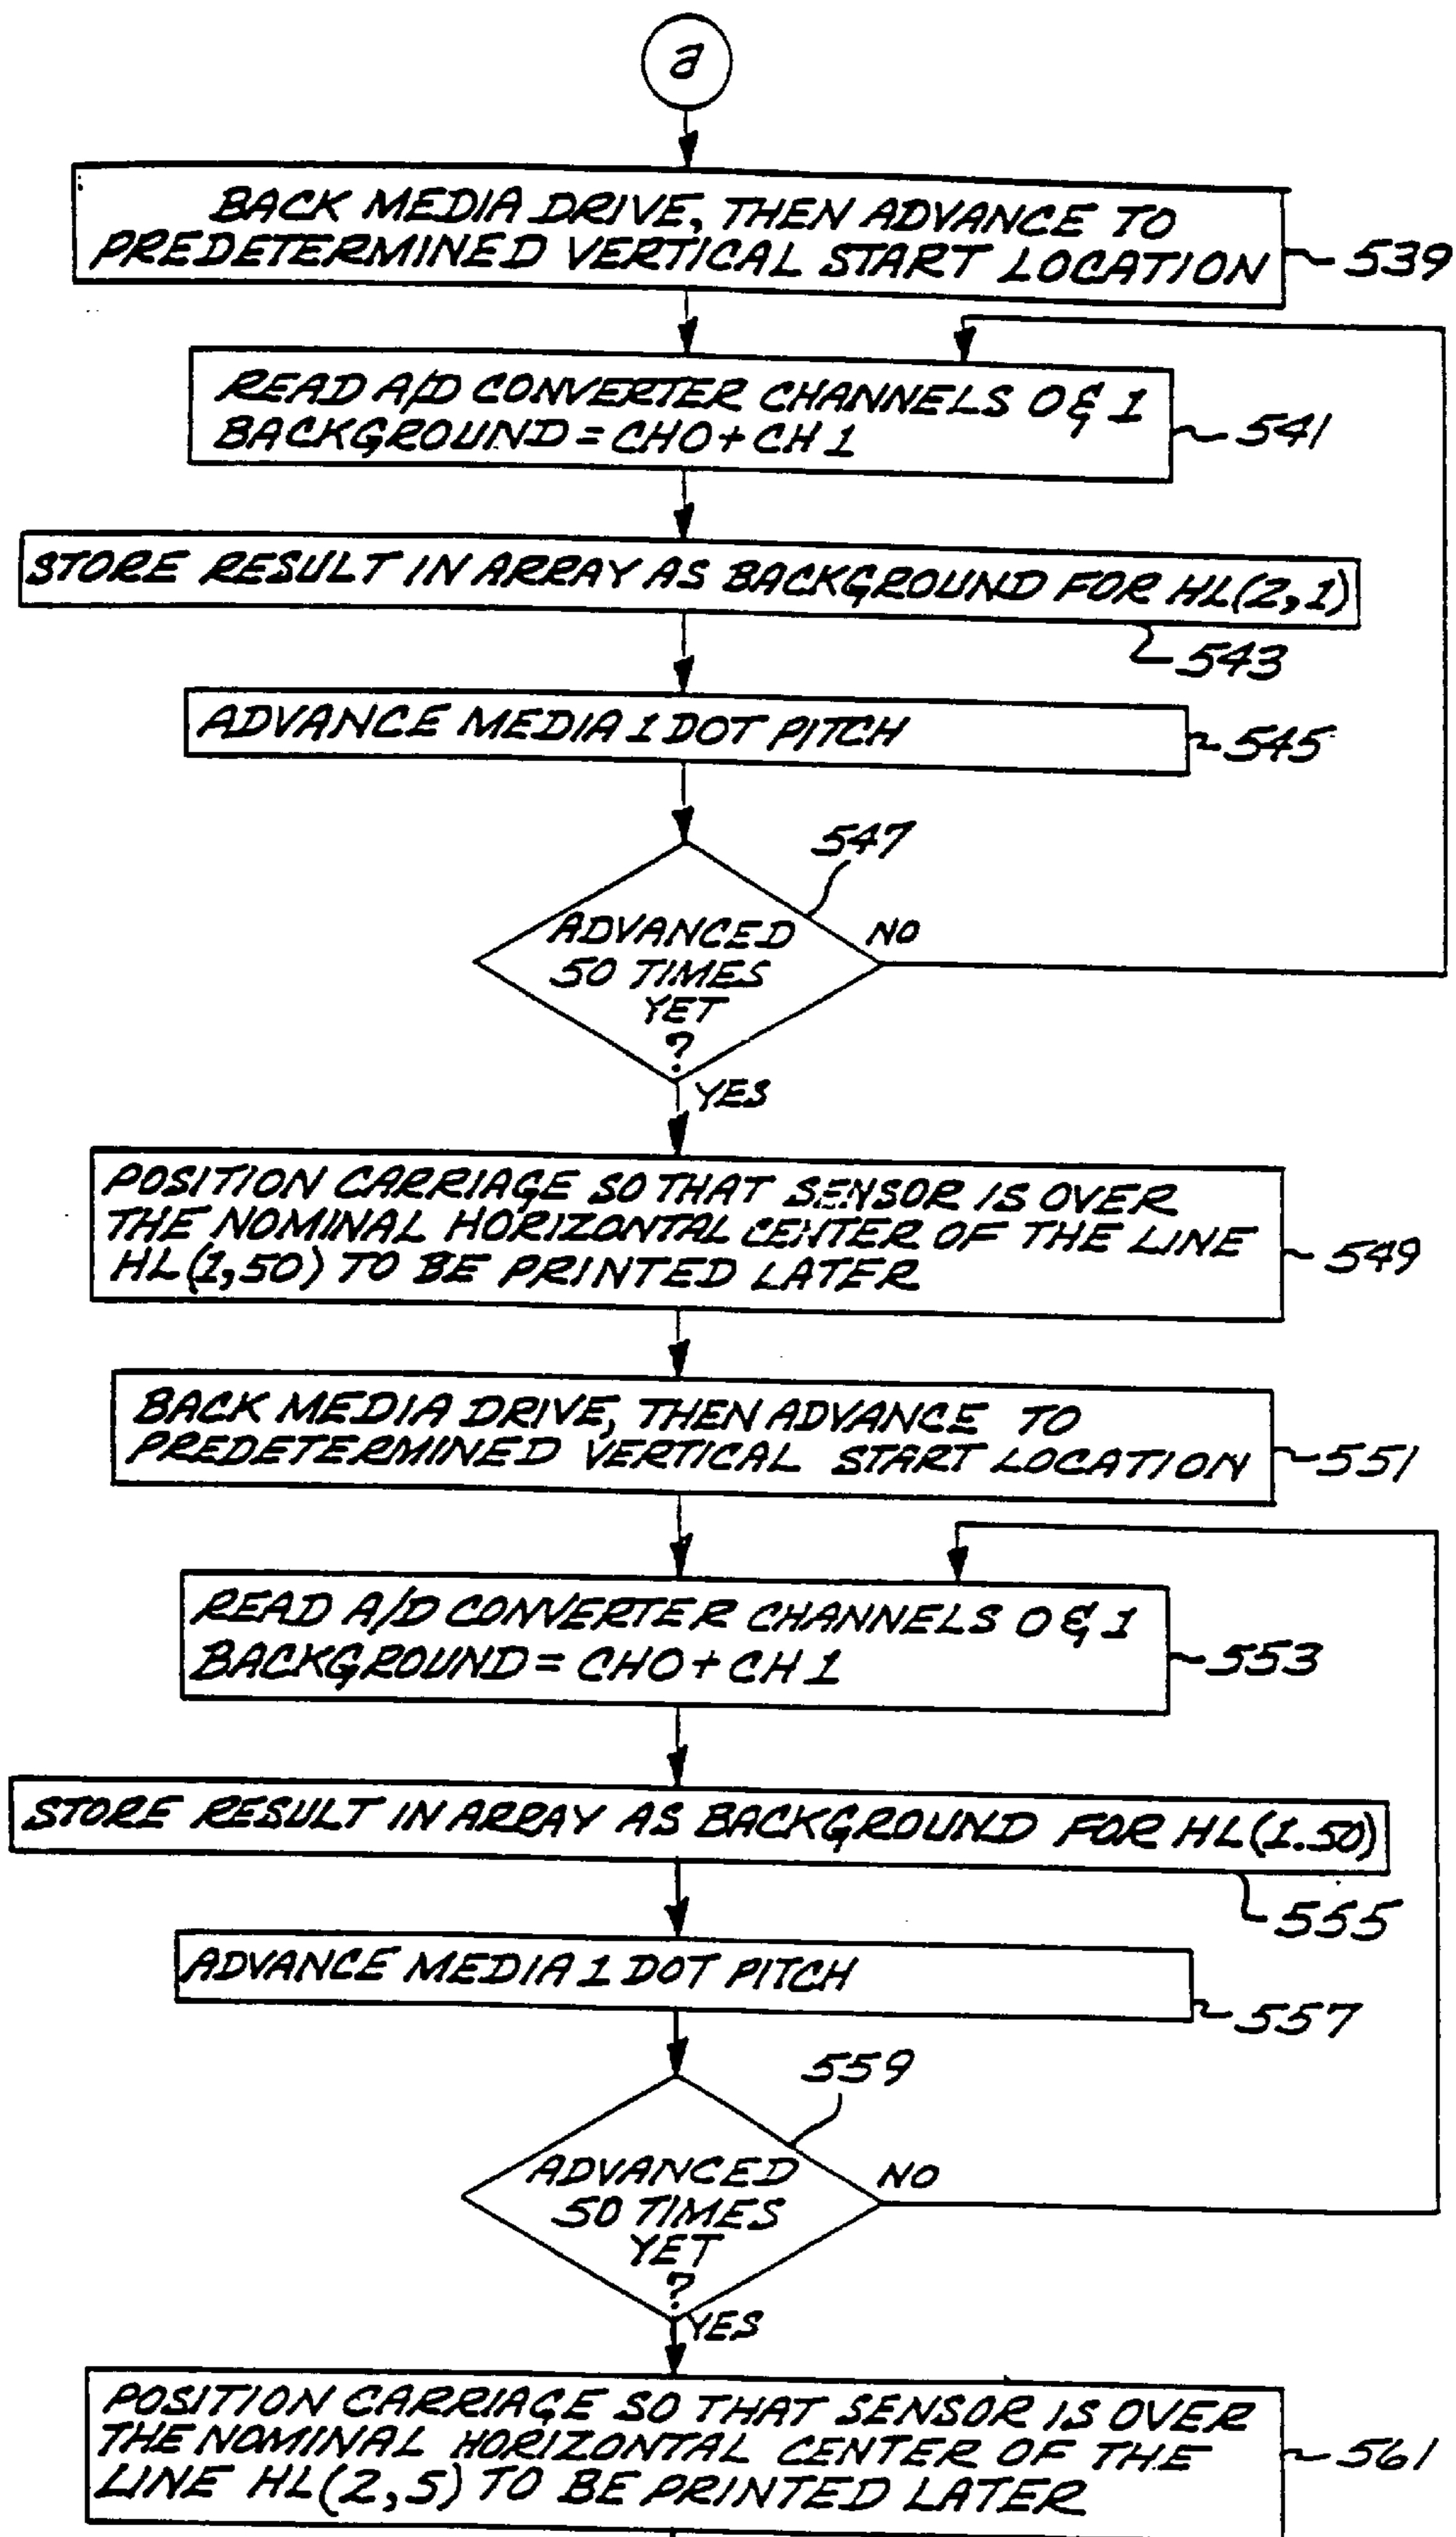 a
BACK MEDIA DRIVE, THEN ADVANCE TO
PREDETERMINED VERTICAL START LOCATION
539
READ A/D CONVERTER CHANNELS 0 & 1
BACKGROUND = CH0 + CH 1
541
STORE RESULT IN ARRAY AS BACKGROUND FOR HL(2,1)
543
ADVANCE MEDIA 1 DOT PITCH
545
547
ADVANCED
50 TIMES
YET
?
NO
YES
POSITION CARRIAGE SO THAT SENSOR IS OVER
THE NOMINAL HORIZONTAL CENTER OF THE LINE
HL(1,50) TO BE PRINTED LATER
549
BACK MEDIA DRIVE, THEN ADVANCE TO
PREDETERMINED VERTICAL START LOCATION
551
READ A/D CONVERTER CHANNELS 0 & 1
BACKGROUND = CH0 + CH 1
553
STORE RESULT IN ARRAY AS BACKGROUND FOR HL(1.50)
555
ADVANCE MEDIA 1 DOT PITCH
557
559
ADVANCED
50 TIMES
YET
?
NO
YES
POSITION CARRIAGE SO THAT SENSOR IS OVER
THE NOMINAL HORIZONTAL CENTER OF THE
LINE HL(2,5) TO BE PRINTED LATER
561